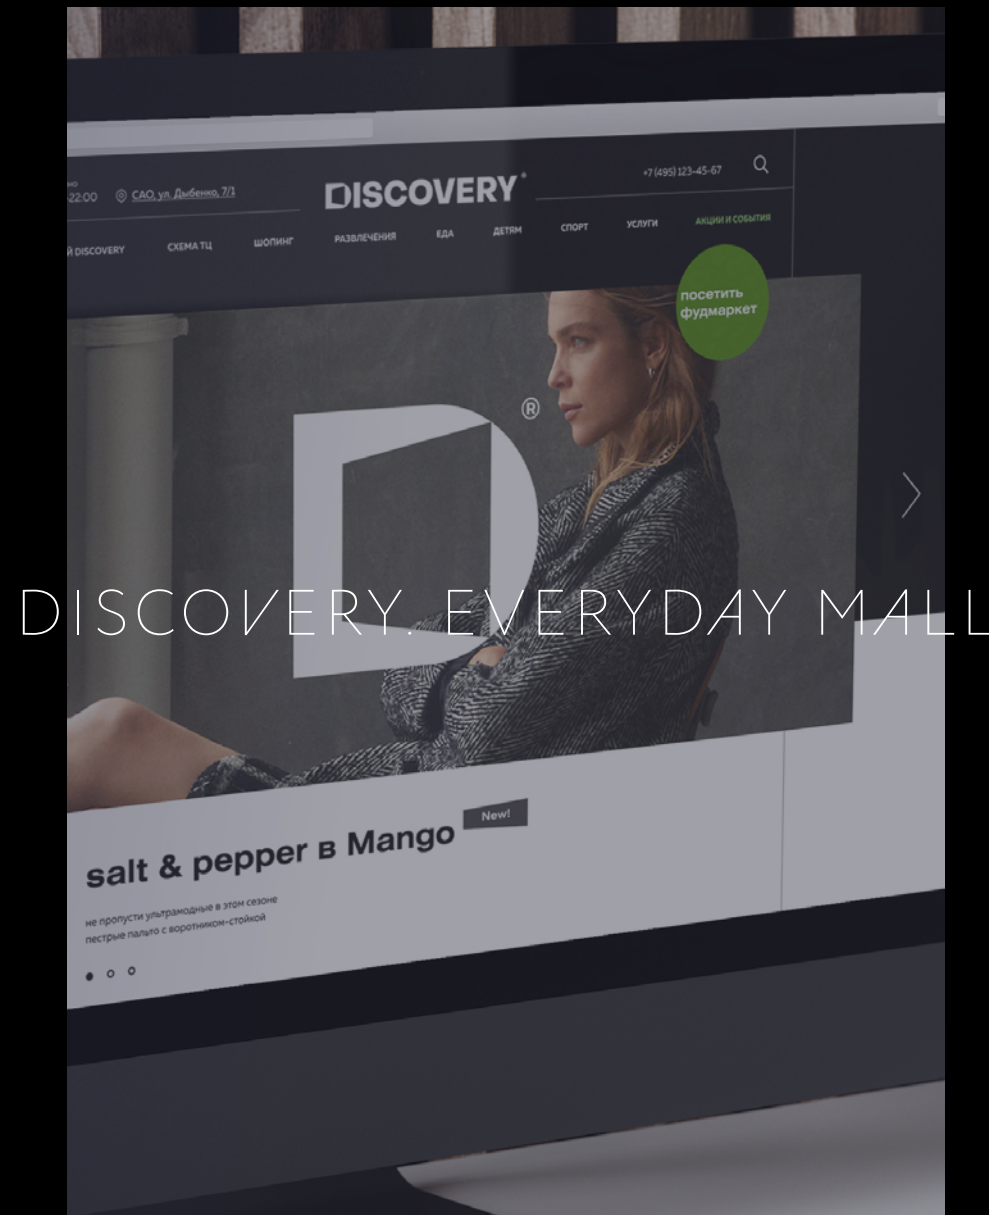 22:00
САО, ул. Дыбенко, 7/1
DISCOVERY
+7 (495) 123-45-67
DISCOVERY
СХЕМА ТЦ
ШОПИНГ
РАЗВЛЕЧЕНИЯ
ЕДА
ДЕТЯМ
СПОРТ
УСЛУГИ
АКЦИИ И СОБЫТИЯ
посетить
фудмаркет
D®
DISCOVERY. EVERYDAY MALL
salt & pepper в Mango
New!
не пропусти ультрамодные в этом сезоне
пестрые пальто с воротником-стойкой